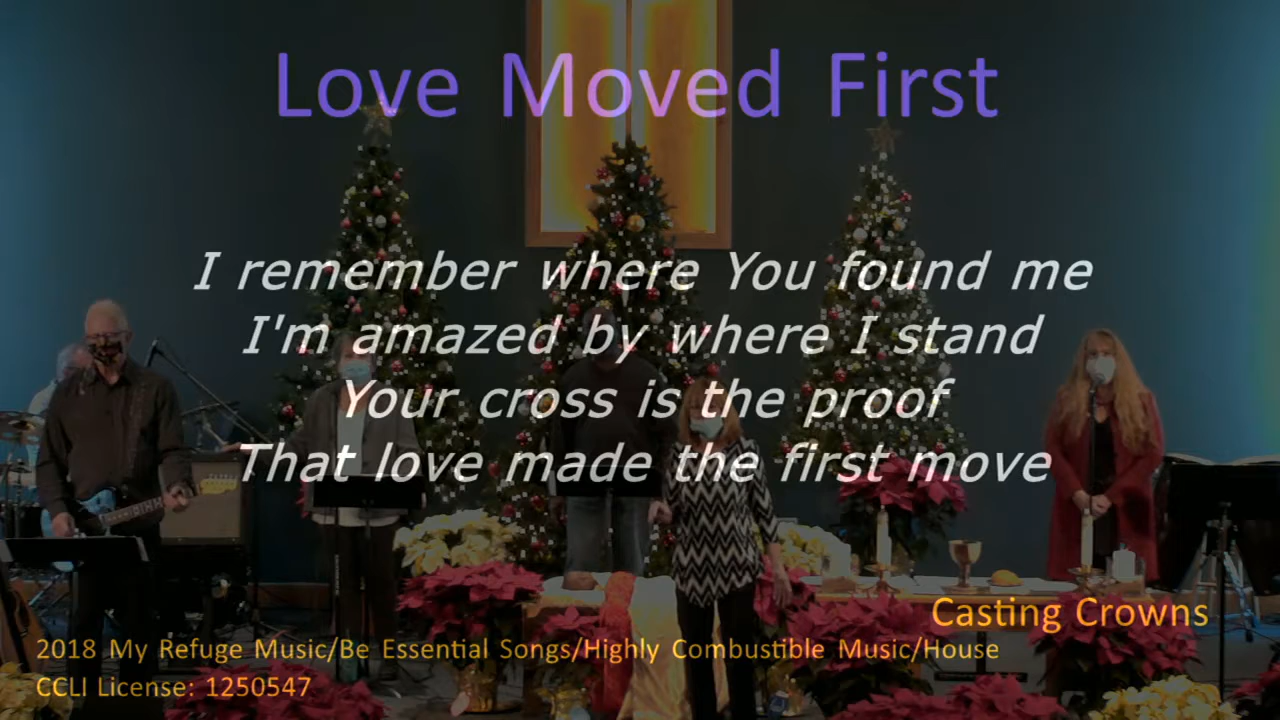 Love Moved First
I remember where You found me
I'm amazed by where I stand
Your cross is the proof
That love made the first move
Casting Crowns
2018 My Refuge Music/Be Essential Songs/Highly Combustible Music/House
CCLI License: 1250547